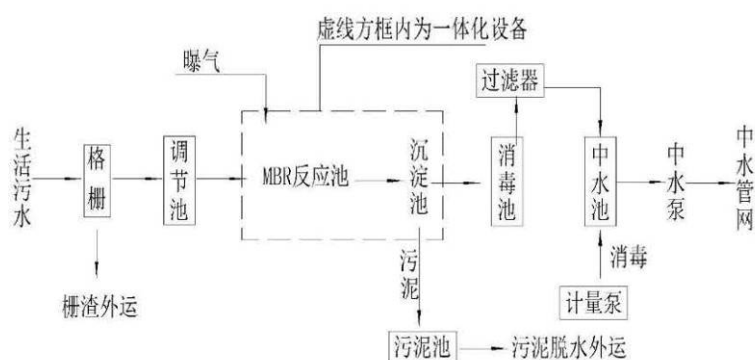 虚线方框内为一体化设备
曝气
过滤器
生活污水
格栅
调节池
MBR反应池
沉淀池
消毒池
中水池
中水泵
中水管网
污泥
消毒
栅渣外运
计量泵
污泥池
污泥脱水外运